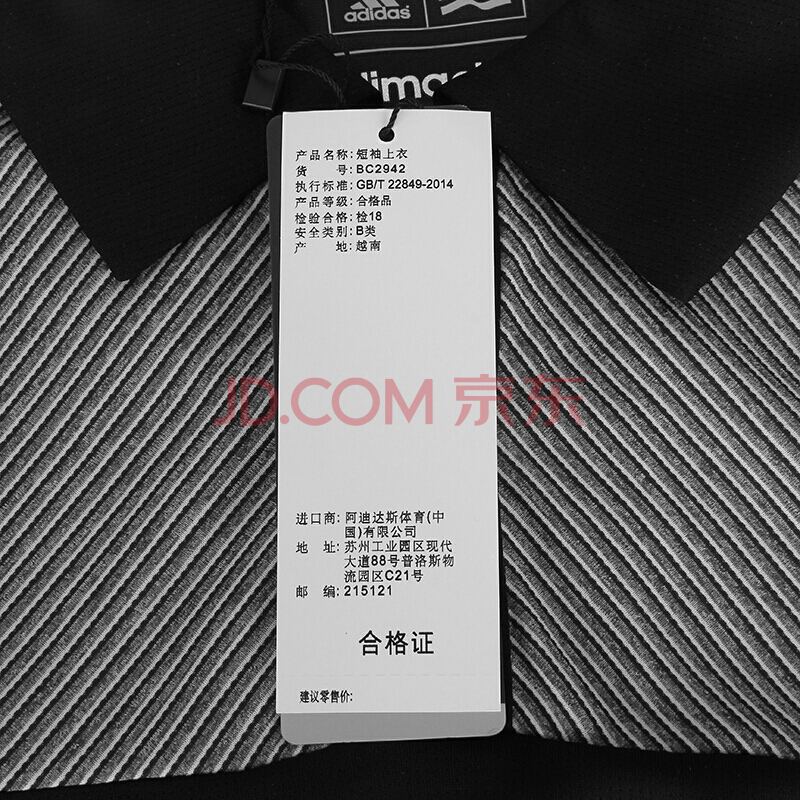 adidas
产品名称: 短袖上衣
货 号: BC2942
执行标准: GB/T 22849-2014
产品等级: 合格品
检验合格: 检18
安全类别: B类
产 地: 越南
JD.COM 京东
进口商: 阿迪达斯体育(中
国)有限公司
地 址: 苏州工业园区现代
大道88号普洛斯物
流园区C21号
邮 编: 215121
合格证
建议零售价: